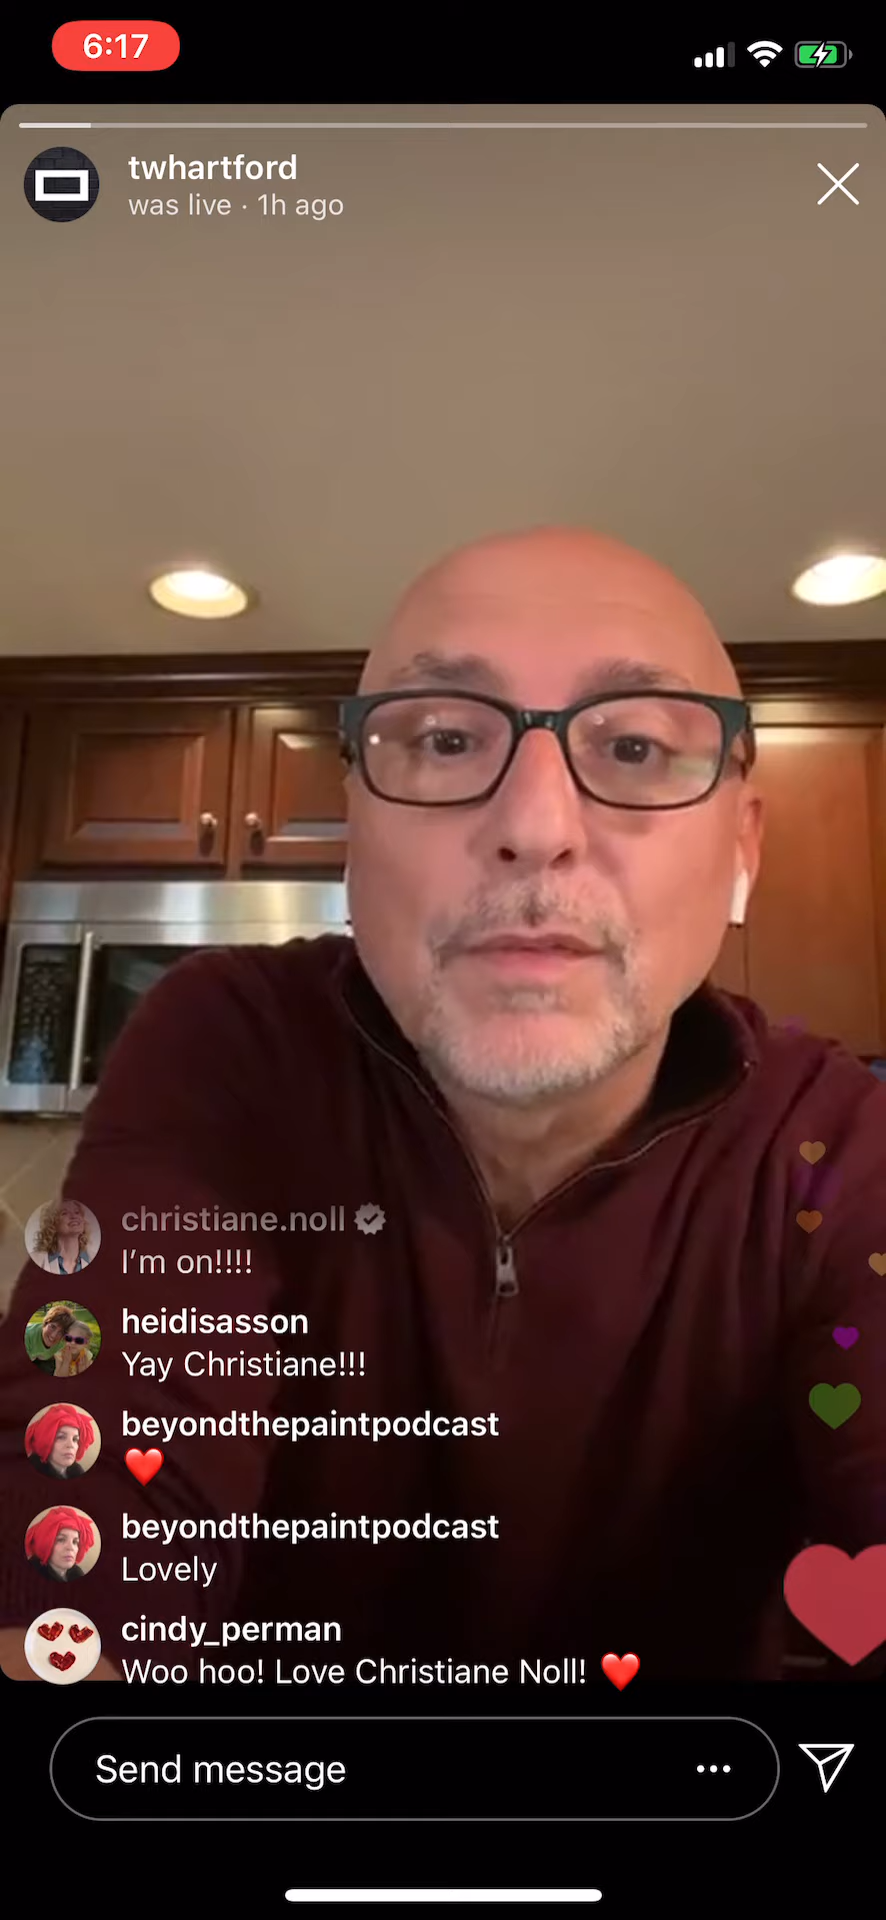 6:17
twhartford
was live · 1h ago
christiane.noll
I’m on!!!!
heidisasson
Yay Christiane!!!
beyondthepaintpodcast
❤️
beyondthepaintpodcast
Lovely
cindy_perman
Woo hoo! Love Christiane Noll! ❤️
Send message